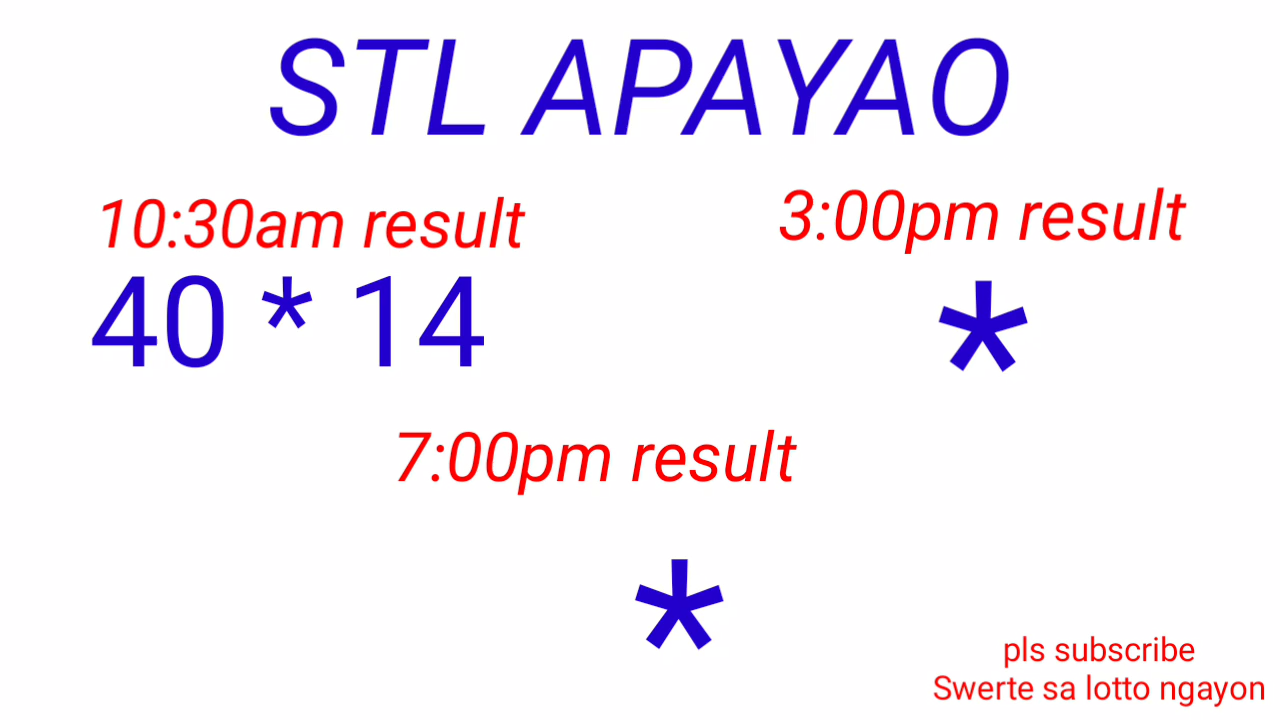 STL APAYAO
10:30am result
40 * 14
3:00pm result
*
7:00pm result
*
pls subscribe
Swerte sa lotto ngayon